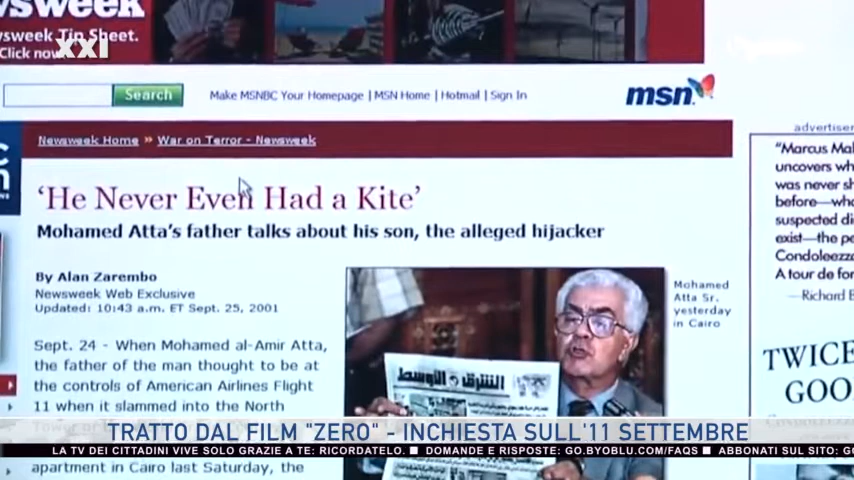 wsweek
xxi
week Tip Sheet.
Click now
Search
Make MSNBC Your Homepage | MSN Home | Hotmail | Sign In
msn
advertiser
Newsweek Home » War on Terror - Newsweek
‘He Never Even Had a Kite’
Mohamed Atta’s father talks about his son, the alleged hijacker
By Alan Zarembo
Newsweek Web Exclusive
Updated: 10:43 a.m. ET Sept. 25, 2001
Sept. 24 - When Mohamed al-Amir Atta,
the father of the man thought to be at
the controls of American Airlines Flight
11 when it slammed into the North
apartment in Cairo last Saturday, the
الشرق الأوسط
Mohamed
Atta Sr.
yesterday
in Cairo
"Marcus Mal
uncovers wh
was never sh
before—who
suspected di
exist—the pe
Condoleezza
A tour de for
—Richard B
TWICE
GOO
TRATTO DAL FILM "ZERO" - INCHIESTA SULL'11 SETTEMBRE
LA TV DEI CITTADINI VIVE SOLO GRAZIE A TE: RICORDATELO. ■ DOMANDE E RISPOSTE: GO.BYOBLU.COM/FAQS ■ ABBONATI SUL SITO: GO